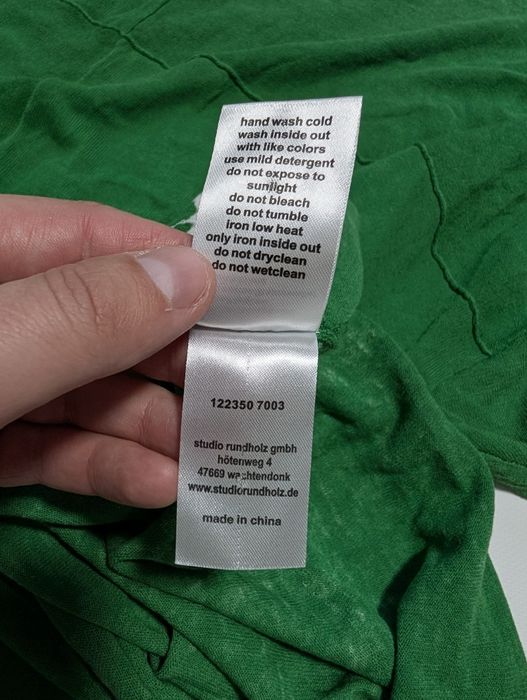 hand wash cold
wash inside out
with like colors
use mild detergent
do not expose to
sunlight
do not bleach
do not tumble
iron low heat
only iron inside out
do not dryclean
do not wetclean
122350 7003
studio rundholz gmbh
hötenweg 4
47669 wachtendonk
www.studiorundholz.de
made in china